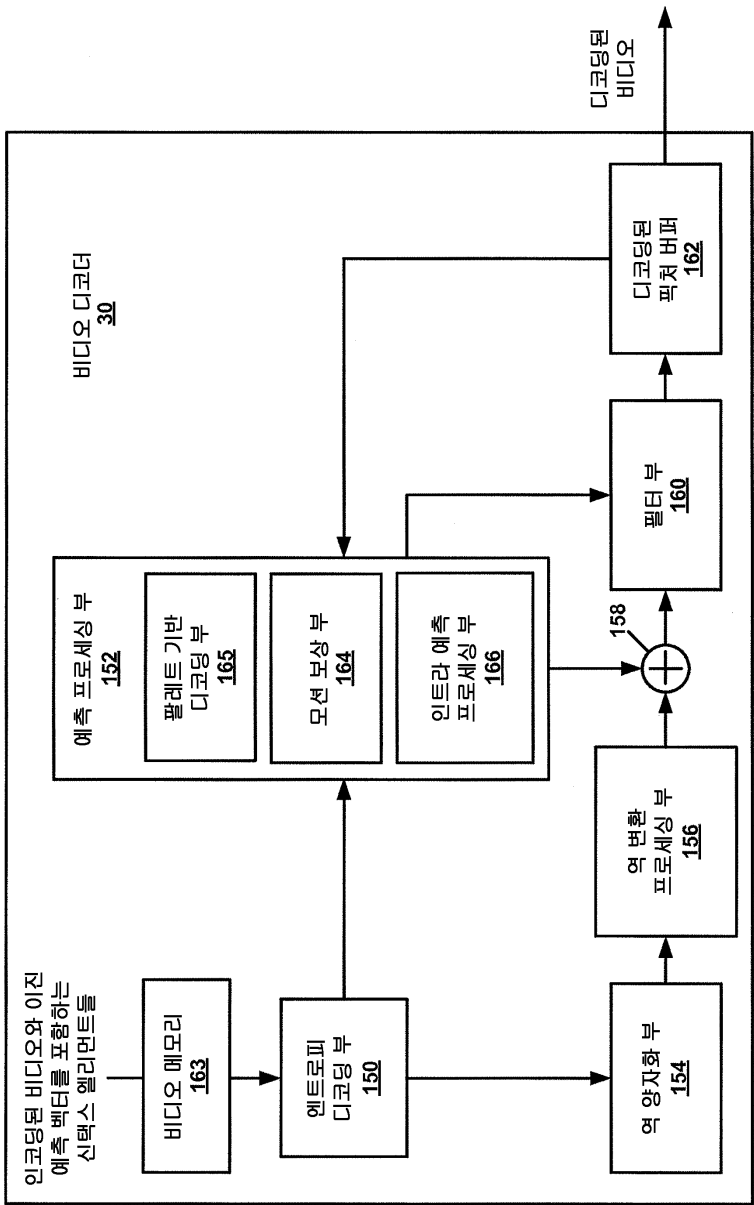 인코딩된 비디오와 이진
예측 벡터를 포함하는
신택스 엘리먼트들
비디오 메모리
163
엔트로피
디코딩 부
150
예측 프로세싱 부
152
팔레트 기반
디코딩 부
165
모션 보상 부
164
인트라 예측
프로세싱 부
166
비디오 디코더
30
역 양자화 부
154
역 변환
프로세싱 부
156
158
필터 부
160
디코딩된
픽처 버퍼
162
디코딩된
비디오